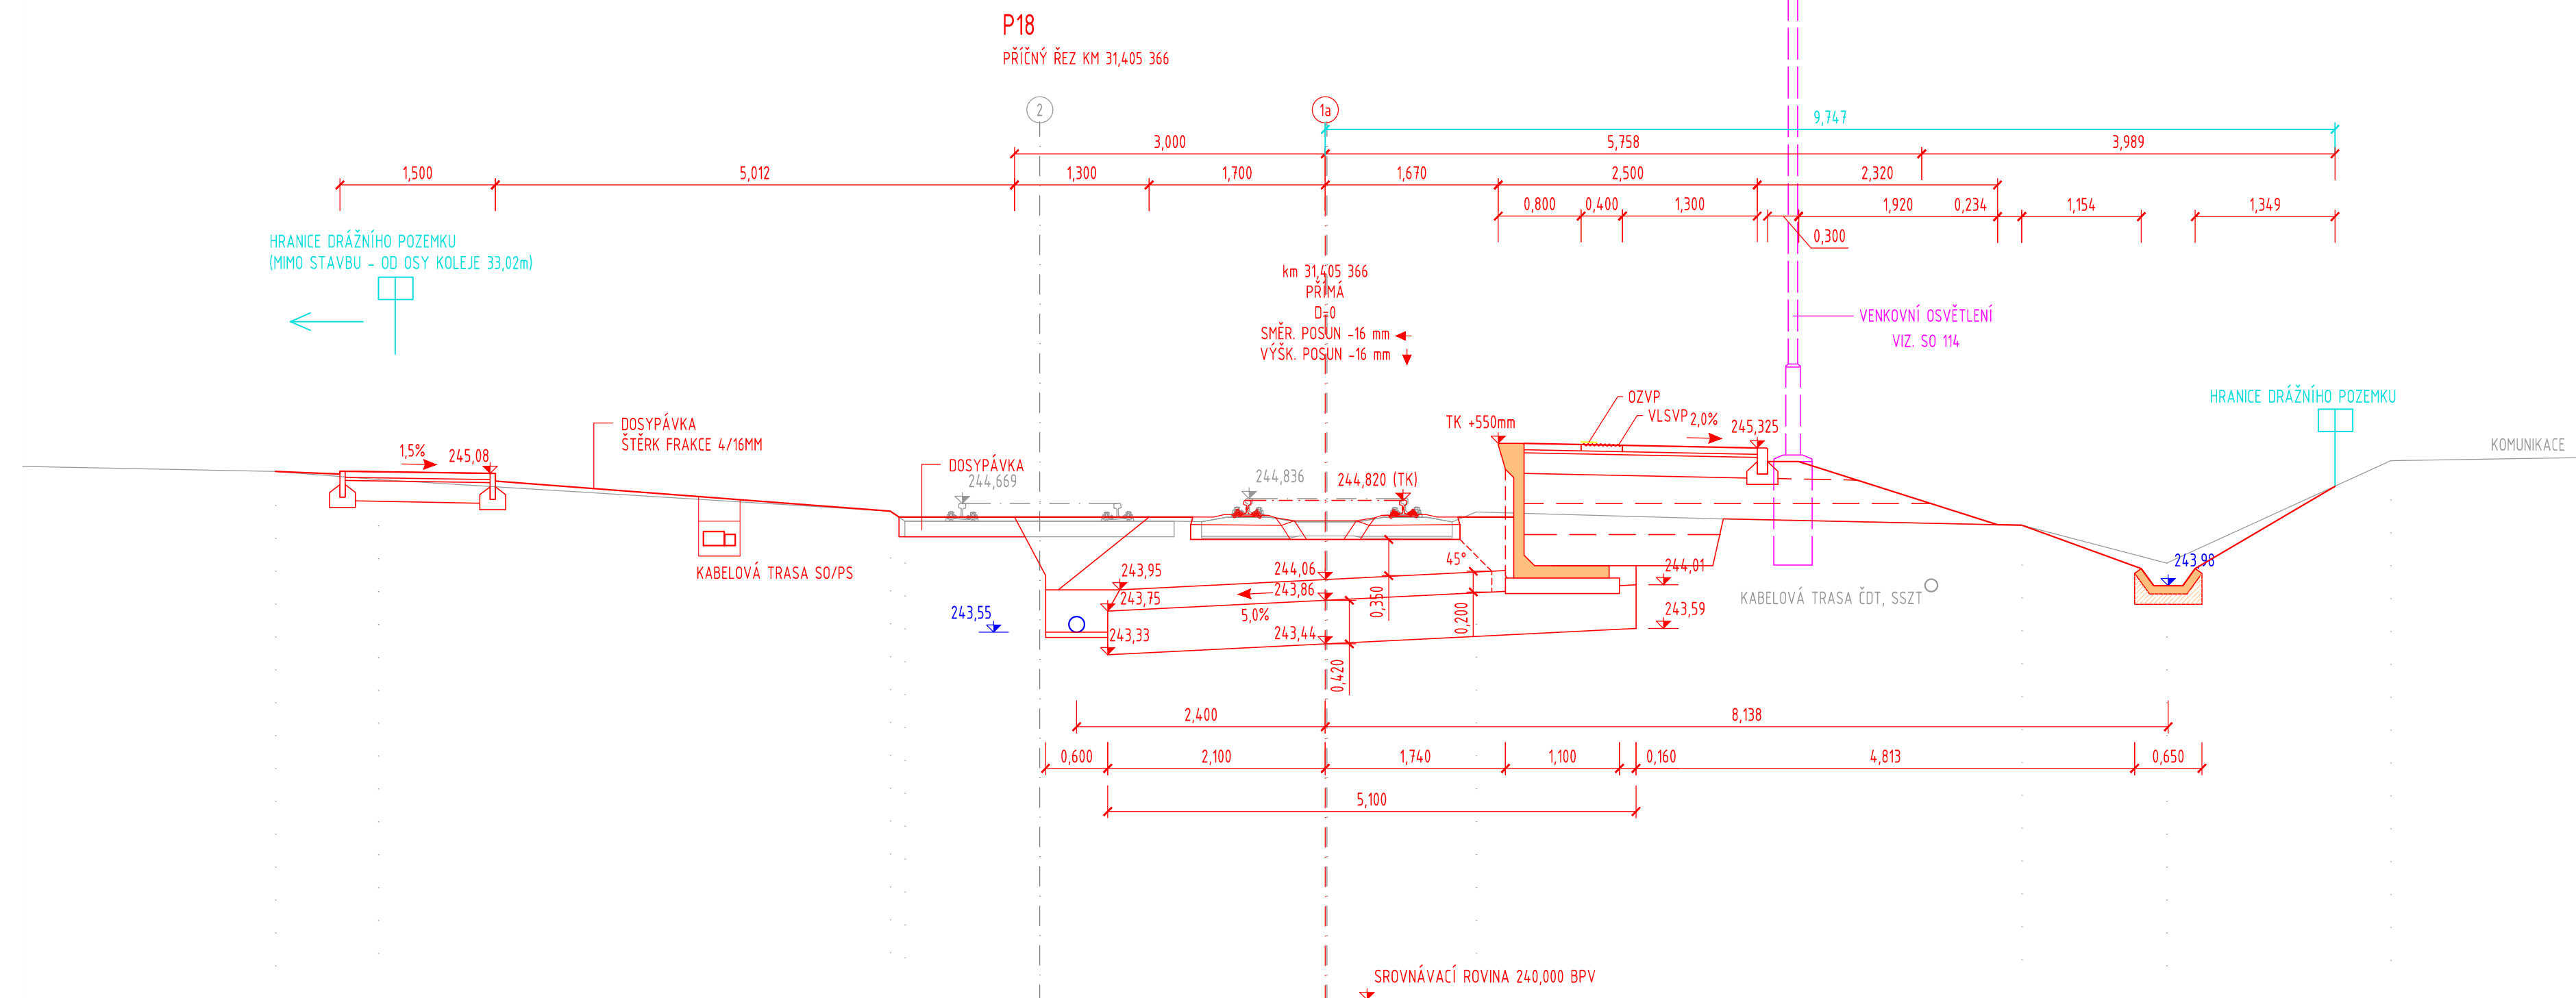 P18
PŘÍČNÝ ŘEZ KM 31,405 366
2
1a
9,747
3,000
5,758
3,989
1,500
5,012
1,300
1,700
1,670
2,500
2,320
0,800
0,400
1,300
1,920
0,234
1,154
1,349
0,300
HRANICE DRÁŽNÍHO POZEMKU
(MIMO STAVBU - OD OSY KOLEJE 33,02m)
km 31,405 366
PŘÍMÁ
D=0
SMĚR. POSUN -16 mm
VÝŠK. POSUN -16 mm
VENKOVNÍ OSVĚTLENÍ
VIZ. SO 114
HRANICE DRÁŽNÍHO POZEMKU
OZVP
VLSVP
2,0%
TK +550mm
245,325
DOSYPÁVKA
ŠTĚRK FRAKCE 4/16MM
1,5%
245,08
KOMUNIKACE
DOSYPÁVKA
244,669
244,836
244,820 (TK)
KABELOVÁ TRASA SO/PS
243,95
244,06
45°
244,01
243,98
243,75
243,86
0,350
KABELOVÁ TRASA ČDT, SSZT
243,55
5,0%
0,200
243,59
243,33
243,44
0,420
2,400
8,138
0,600
2,100
1,740
1,100
0,160
4,813
0,650
5,100
SROVNÁVACÍ ROVINA 240,000 BPV